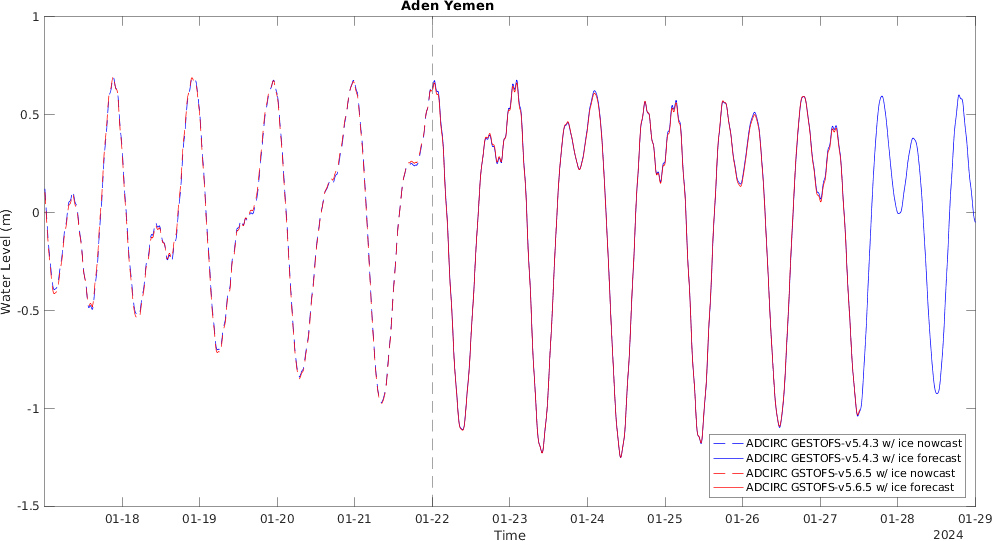 Aden Yemen
1
0.5
0
-0.5
-1
-1.5
Water Level (m)
01-18 01-19 01-20 01-21 01-22 01-23 01-24 01-25 01-26 01-27 01-28 01-29
Time
2024
ADCIRC GESTOFS-v5.4.3 w/ ice nowcast
ADCIRC GESTOFS-v5.4.3 w/ ice forecast
ADCIRC GSTOFS-v5.6.5 w/ ice nowcast
ADCIRC GSTOFS-v5.6.5 w/ ice forecast